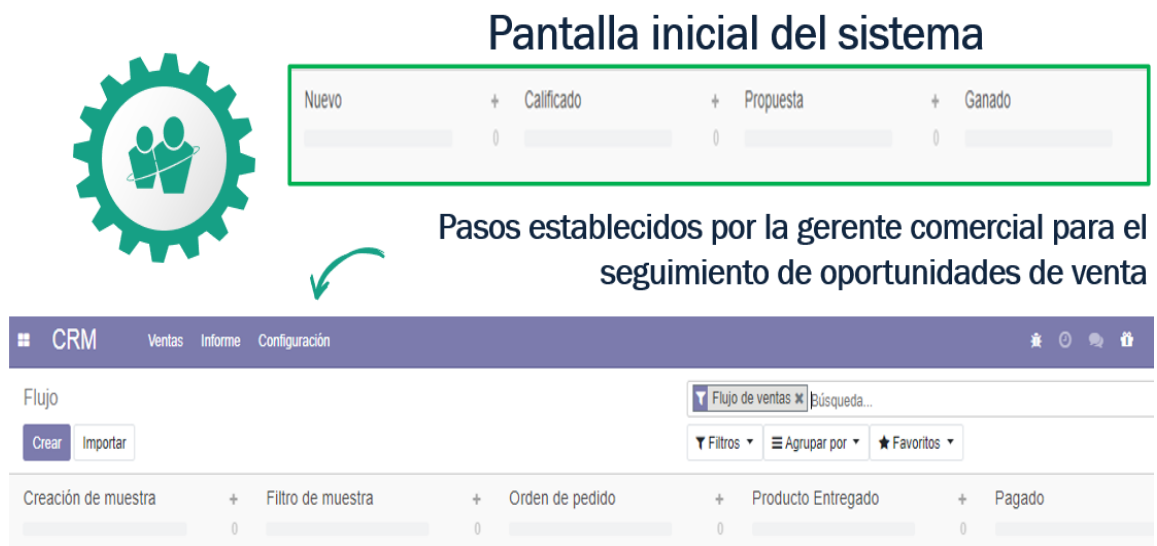 Pantalla inicial del sistema
Nuevo + Calificado + Propuesta + Ganado
0 0 0
Pasos establecidos por la gerente comercial para el
seguimiento de oportunidades de venta
CRM Ventas Informe Configuración
Flujo
Flujo de ventas × Búsqueda...
Crear Importar Filtros Agrupar por Favoritos
Creación de muestra + Filtro de muestra + Orden de pedido + Producto Entregado + Pagado
0 0 0 0